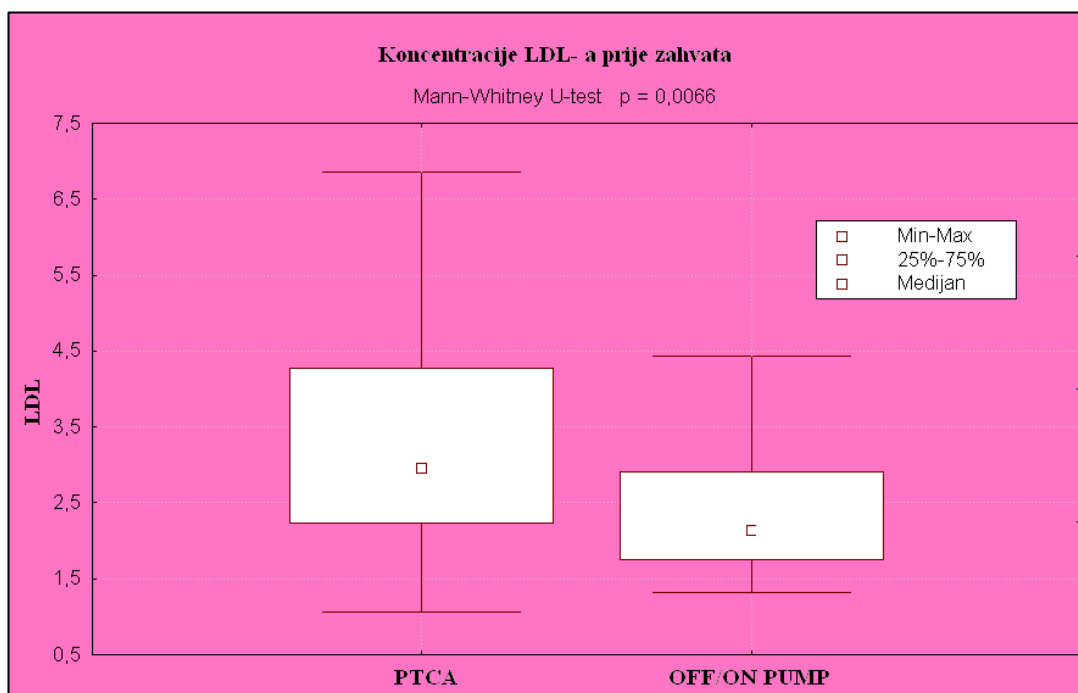 Koncentracije LDL- a prije zahvata
Mann-Whitney U-test p = 0,0066
7,5
6,5
5,5
4,5
3,5
2,5
1,5
0,5
LDL
Min-Max
25%-75%
Medijan
PTCA
OFF/ON PUMP